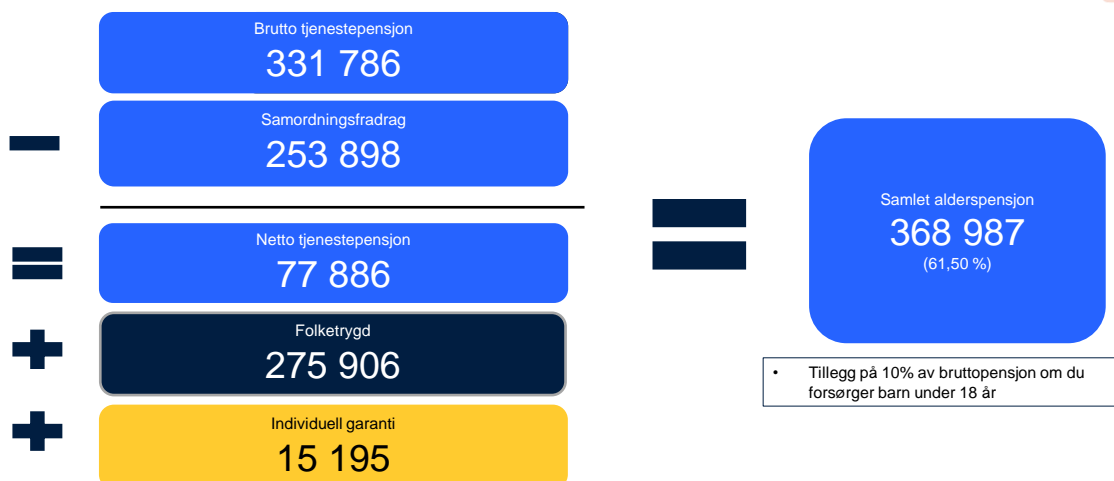 Brutto tjenestepensjon
331 786
Samordningsfradrag
253 898
Netto tjenestepensjon
77 886
Folketrygd
275 906
Individuell garanti
15 195
Samlet alderspensjon
368 987
(61,50 %)
• Tillegg på 10% av bruttopensjon om du
forsørger barn under 18 år